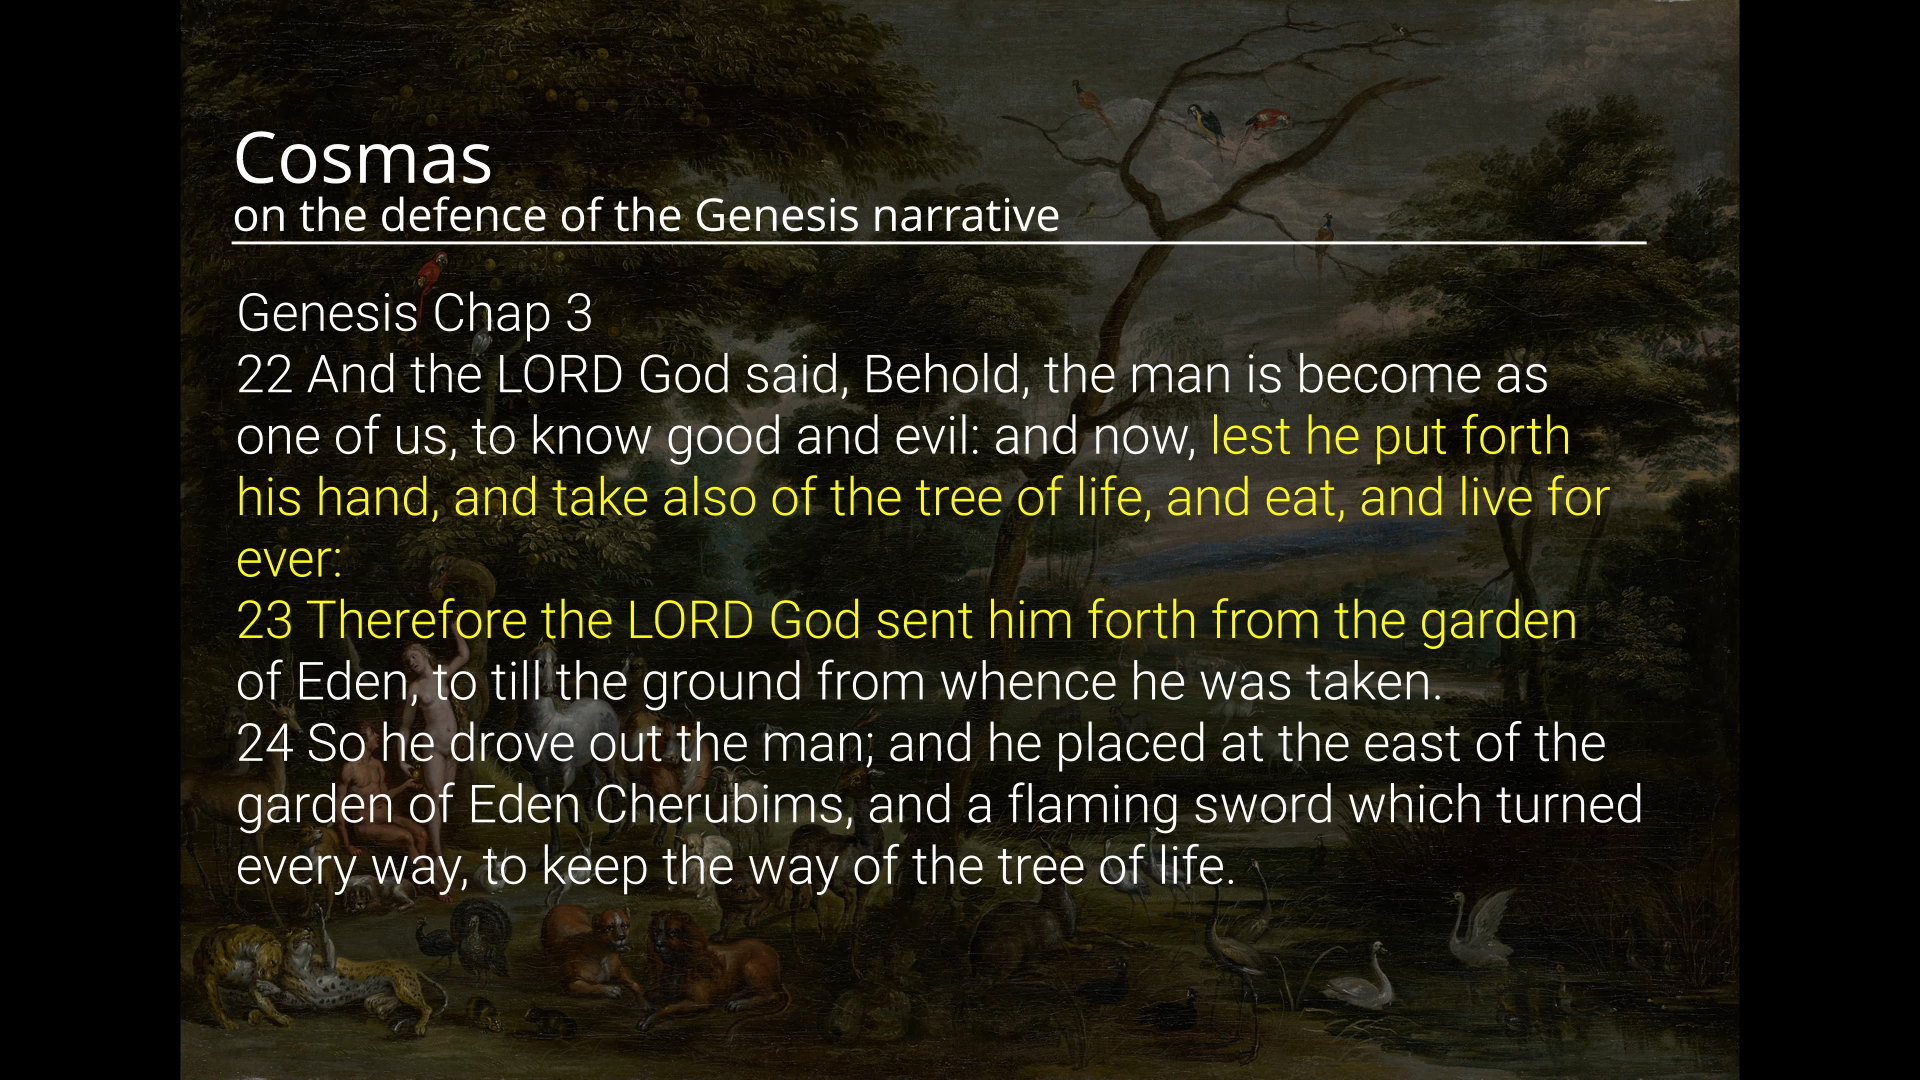 Cosmas
on the defence of the Genesis narrative
Genesis Chap 3
22 And the LORD God said, Behold, the man is become as
one of us, to know good and evil: and now, lest he put forth
his hand, and take also of the tree of life, and eat, and live for
ever:
23 Therefore the LORD God sent him forth from the garden
of Eden, to till the ground from whence he was taken.
24 So he drove out the man; and he placed at the east of the
garden of Eden Cherubims, and a flaming sword which turned
every way, to keep the way of the tree of life.